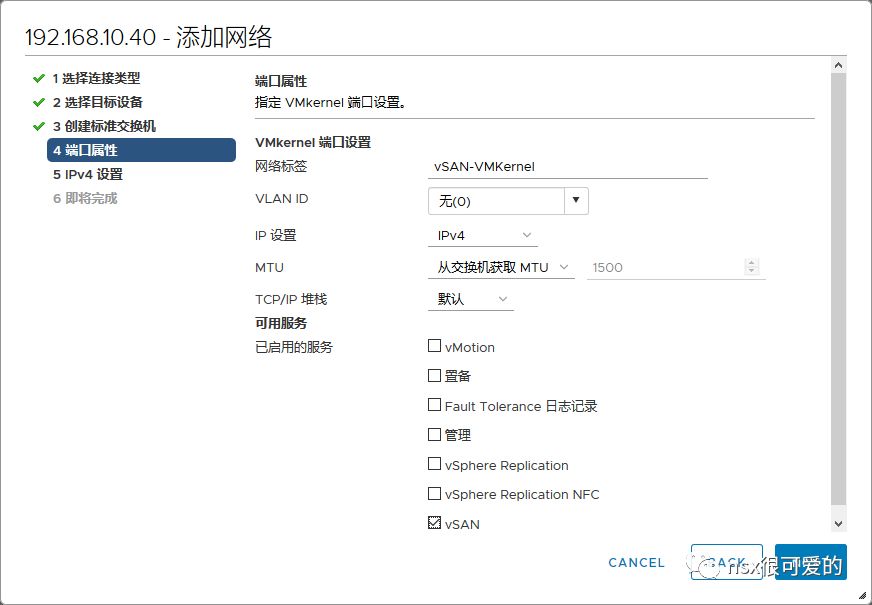 192.168.10.40 - 添加网络
1 选择连接类型
2 选择目标设备
3 创建标准交换机
4 端口属性
5 IPv4 设置
6 即将完成
端口属性
指定 VMkernel 端口设置。
VMkernel 端口设置
网络标签 vSAN-VMKernel
VLAN ID 无(0)
IP 设置 IPv4
MTU 从交换机获取 MTU 1500
TCP/IP 堆栈 默认
可用服务
已启用的服务 vMotion
置备
Fault Tolerance 日志记录
管理
vSphere Replication
vSphere Replication NFC
vSAN
CANCEL BACK
nsx很可爱的